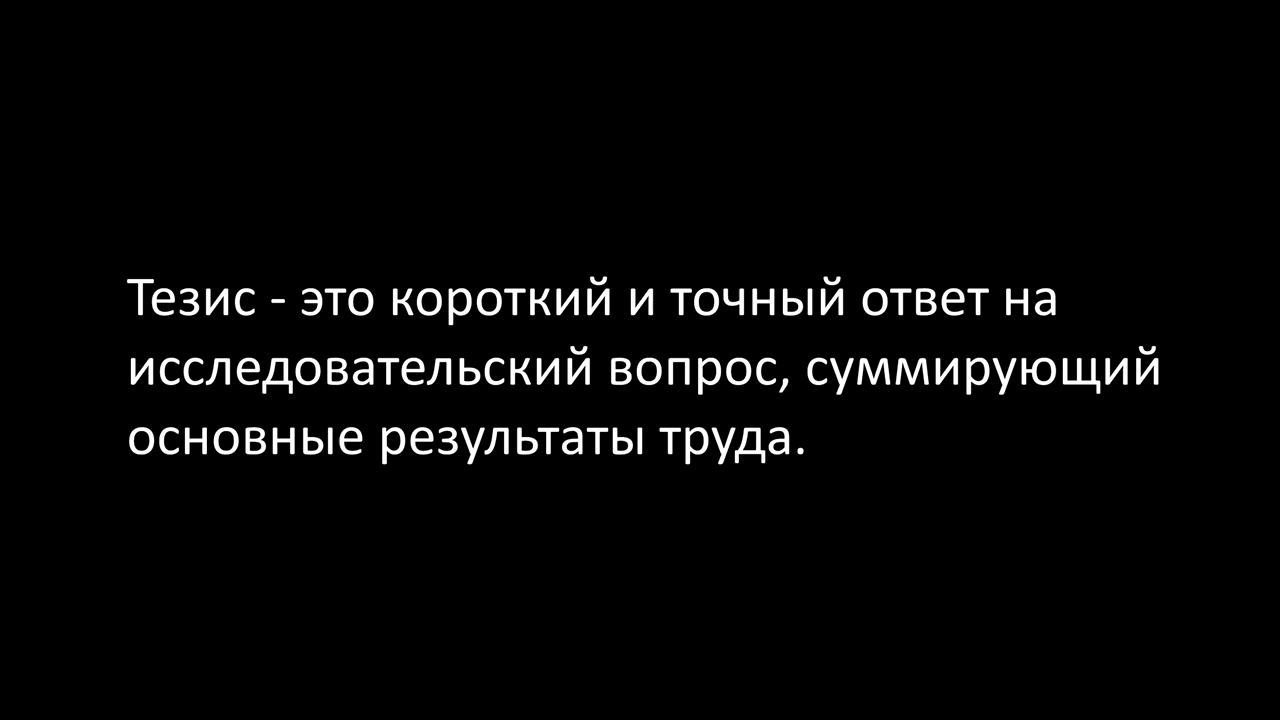 Тезис - это короткий и точный ответ на
исследовательский вопрос, суммирующий
основные результаты труда.